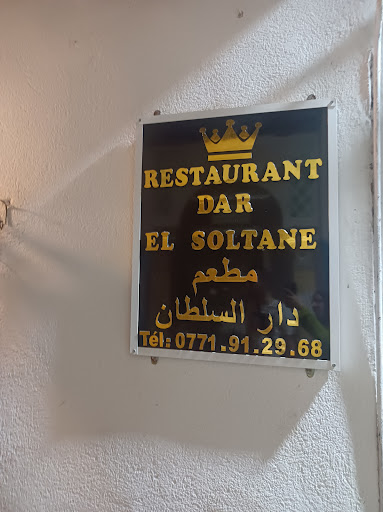 RESTAURANT
DAR
EL SOLTANE
مطعم
دار السلطان
Tél: 0771.91.29.68